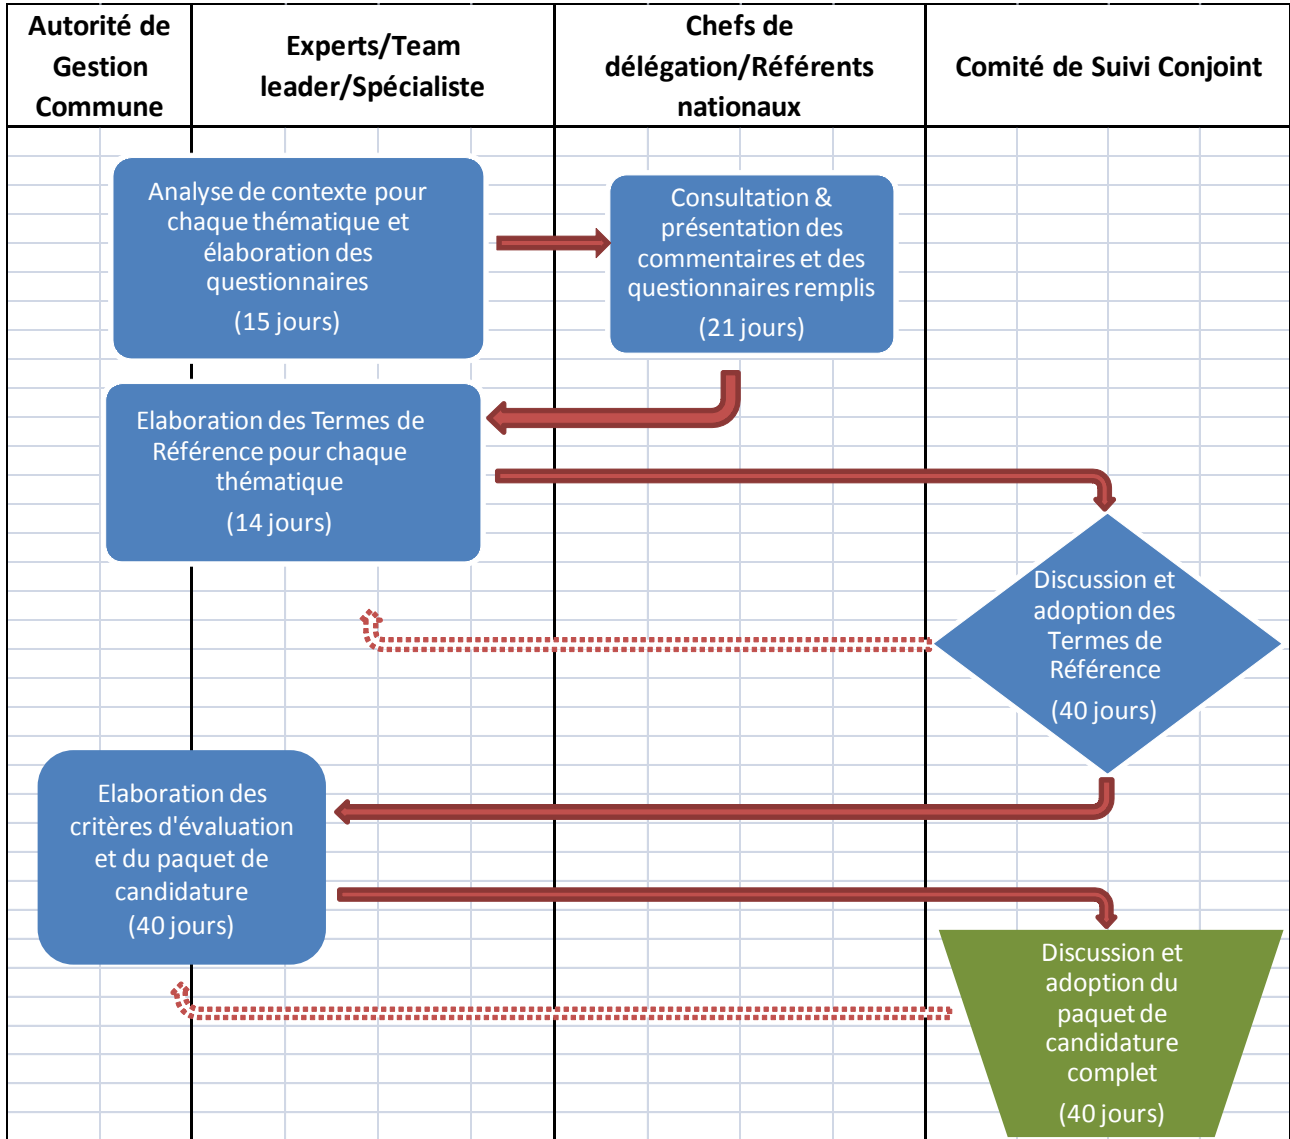 Autorité de
Gestion
Commune
Experts/Team
leader/Spécialiste
Chefs de
délégation/Référents
nationaux
Comité de Suivi Conjoint
Analyse de contexte pour
chaque thématique et
élaboration des
questionnaires
(15 jours)
Consultation &
présentation des
commentaires et des
questionnaires remplis
(21 jours)
Elaboration des Termes de
Référence pour chaque
thématique
(14 jours)
Discussion et
adoption des
Termes de
Référence
(40 jours)
Elaboration des
critères d'évaluation
et du paquet de
candidature
(40 jours)
Discussion et
adoption du
paquet de
candidature
complet
(40 jours)